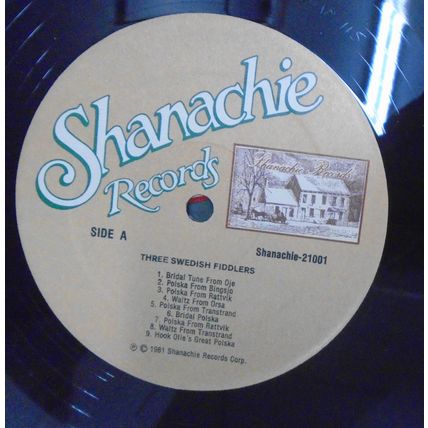 Shanachie
Records
Shanachie Records
SIDE A
Shanachie-21001
THREE SWEDISH FIDDLERS
1. Bridal Tune From Oje
2. Polska From Bingsjo
3. Polska From Rattvik
4. Waltz From Orsa
5. Polska From Transtrand
6. Bridal Polska
7. Polska From Rattvik
8. Waltz From Transtrand
9. Hook Olle's Great Polska
℗ © 1981 Shanachie Records Corp.